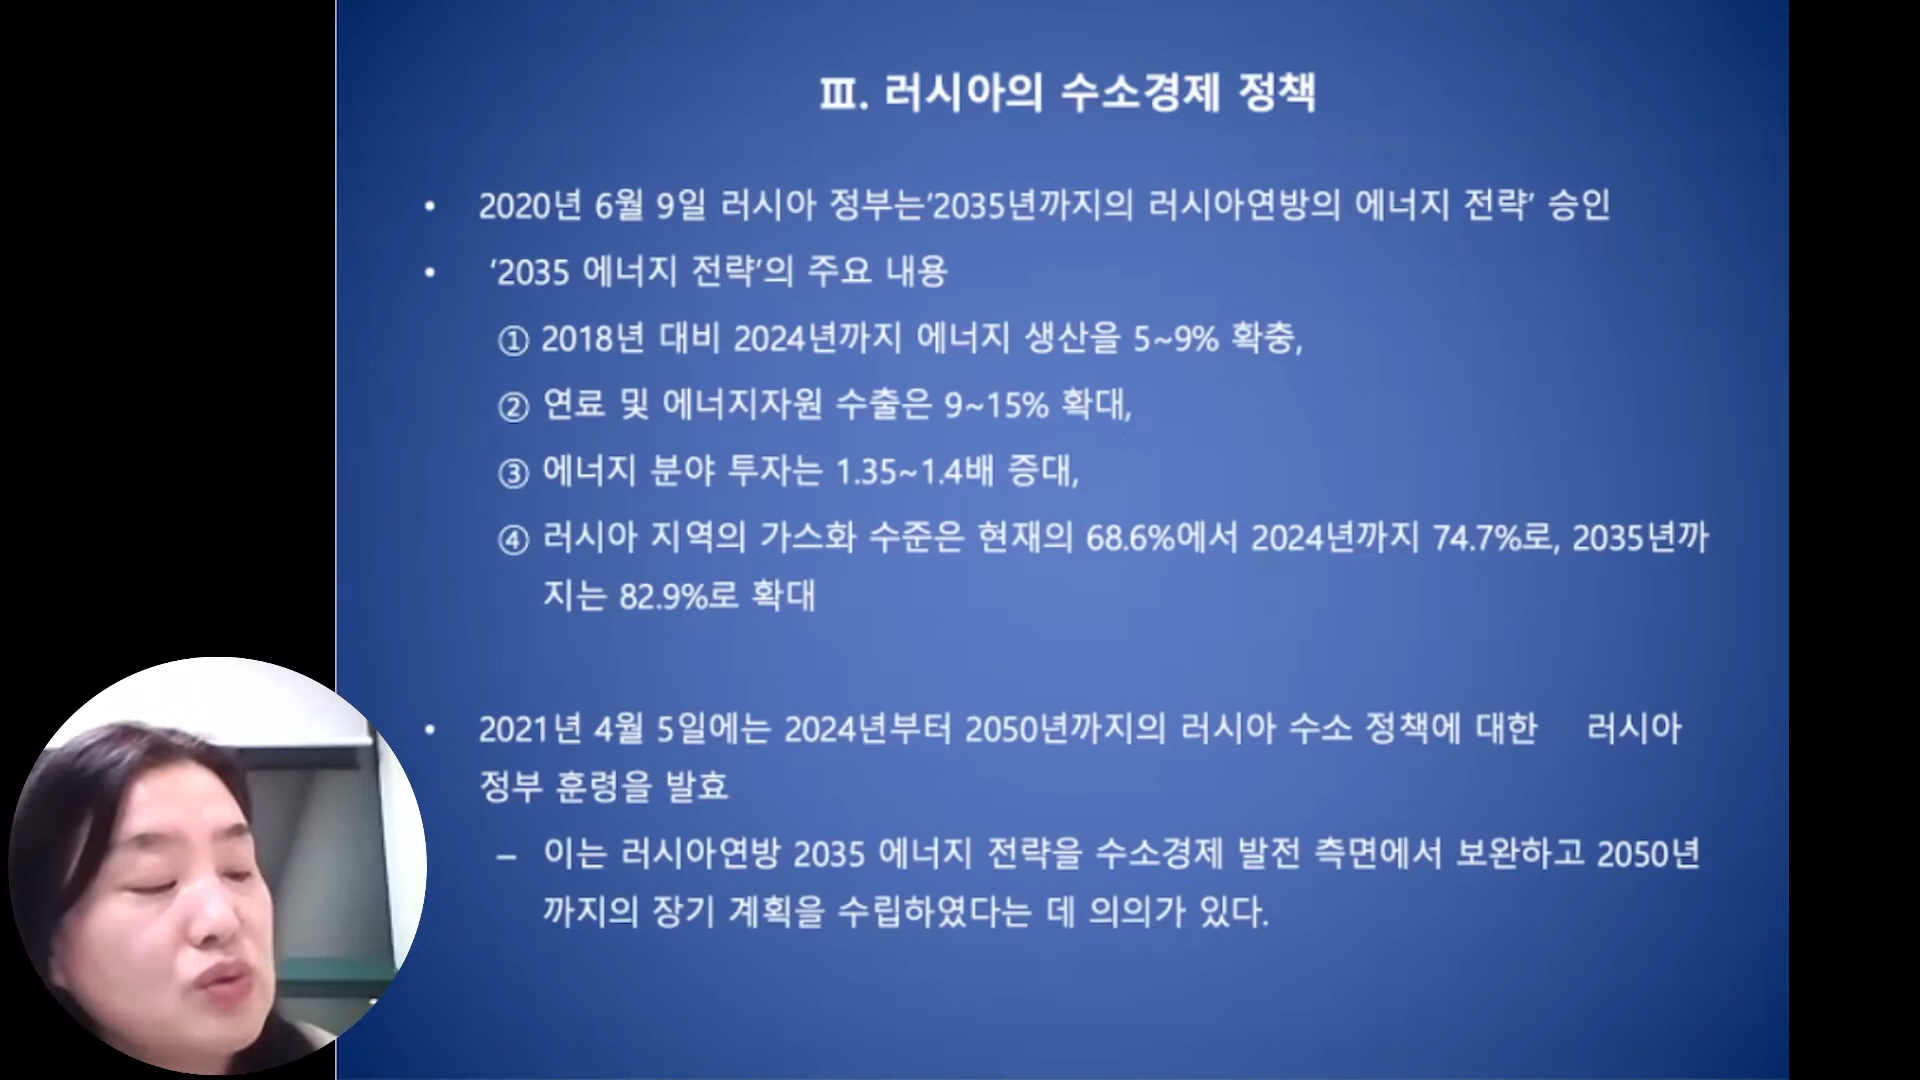 Ⅲ. 러시아의 수소경제 정책
• 2020년 6월 9일 러시아 정부는'2035년까지의 러시아연방의 에너지 전략' 승인
• '2035 에너지 전략'의 주요 내용
① 2018년 대비 2024년까지 에너지 생산을 5~9% 확충,
② 연료 및 에너지자원 수출은 9~15% 확대,
③ 에너지 분야 투자는 1.35~1.4배 증대,
④ 러시아 지역의 가스화 수준은 현재의 68.6%에서 2024년까지 74.7%로, 2035년까
지는 82.9%로 확대
• 2021년 4월 5일에는 2024년부터 2050년까지의 러시아 수소 정책에 대한 러시아
정부 훈령을 발효
– 이는 러시아연방 2035 에너지 전략을 수소경제 발전 측면에서 보완하고 2050년
까지의 장기 계획을 수립하였다는 데 의의가 있다.